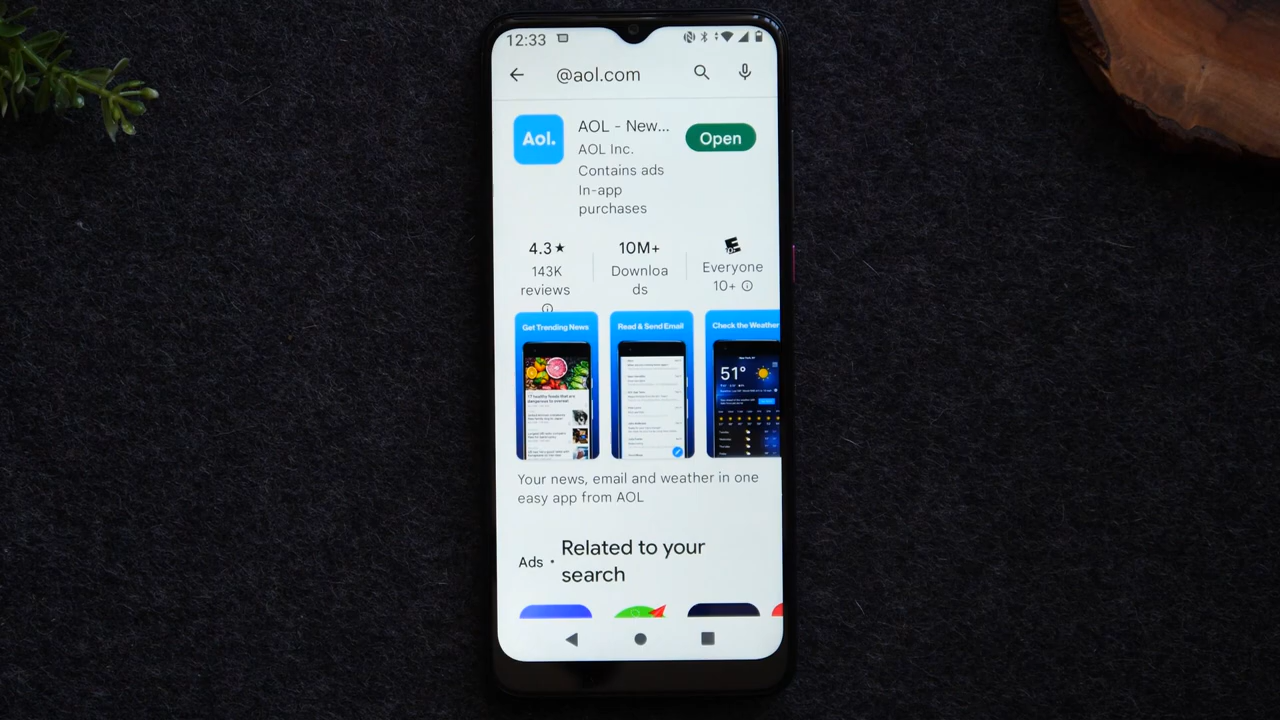 12:33
@aol.com
Aol.
AOL - New...
Open
AOL Inc.
Contains ads
In-app
purchases
4.3★
10M+
143K
reviews
Downloa
ds
Everyone
10+
Get Trending News
Read & Send Email
Check the Weather
51°
Your news, email and weather in one
easy app from AOL
Ads •
Related to your
search